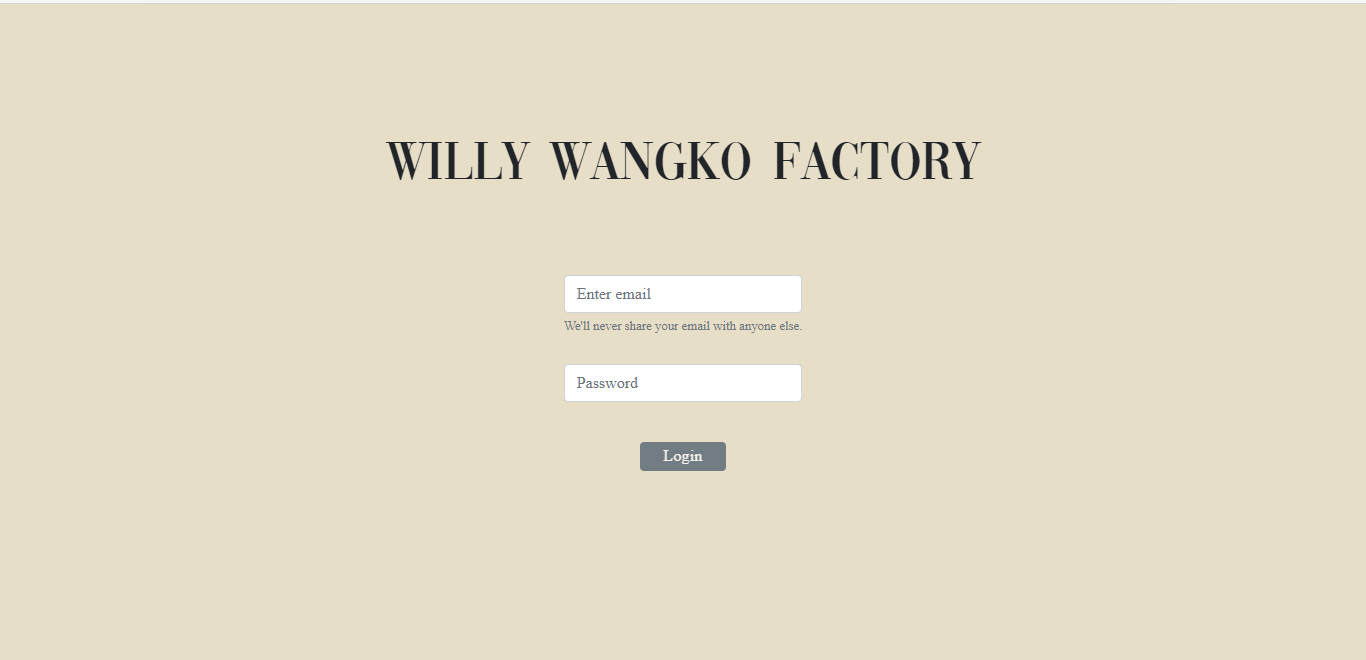 WILLY WANGKO FACTORY
Enter email
We'll never share your email with anyone else.
Password
Login